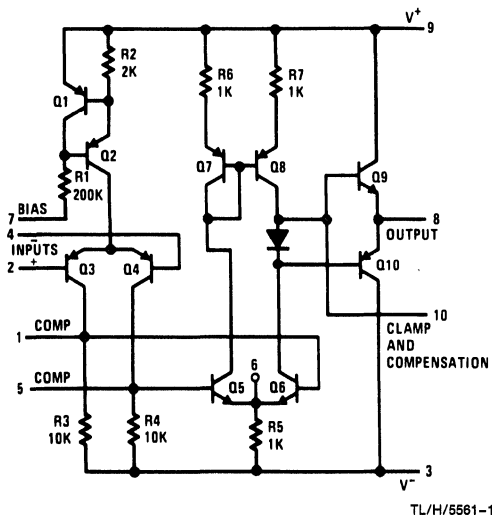 V+
9
R2
2K
R6
1K
R7
1K
Q1
Q2
Q7
Q8
Q9
R1
200K
7 BIAS
4
INPUTS
−
+
2
Q3
Q4
8
OUTPUT
Q10
1 COMP
10
CLAMP
AND
COMPENSATION
5 COMP
6
Q5
Q6
R3
10K
R4
10K
R5
1K
3
V−
TL/H/5561–1